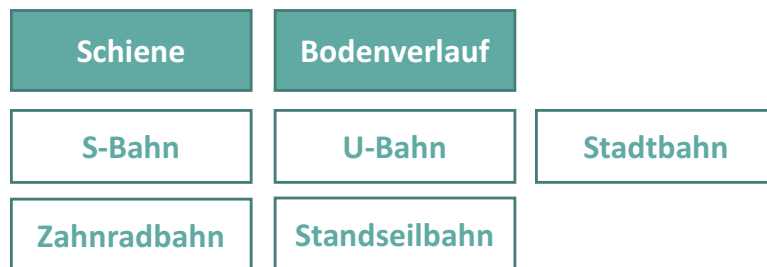 Schiene Bodenverlauf
S-Bahn U-Bahn Stadtbahn
Zahnradbahn Standseilbahn